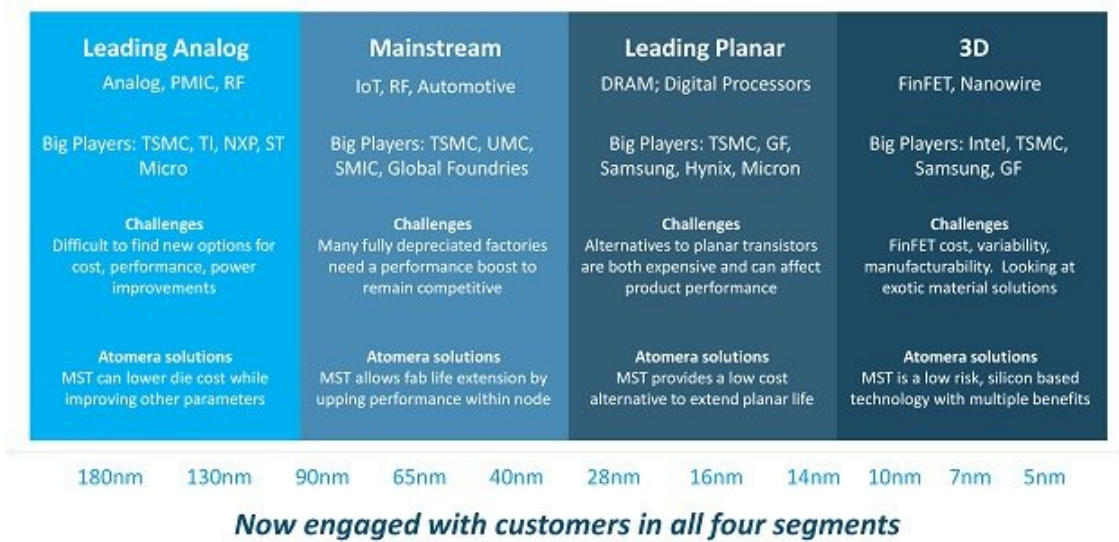 Leading Analog
Analog, PMIC, RF
Big Players: TSMC, TI, NXP, ST
Micro
Challenges
Difficult to find new options for
cost, performance, power
improvements
Atomera solutions
MST can lower die cost while
improving other parameters
Mainstream
IoT, RF, Automotive
Big Players: TSMC, UMC,
SMIC, Global Foundries
Challenges
Many fully depreciated factories
need a performance boost to
remain competitive
Atomera solutions
MST allows fab life extension by
upping performance within node
Leading Planar
DRAM; Digital Processors
Big Players: TSMC, GF,
Samsung, Hynix, Micron
Challenges
Alternatives to planar transistors
are both expensive and can affect
product performance
Atomera solutions
MST provides a low cost
alternative to extend planar life
3D
FinFET, Nanowire
Big Players: Intel, TSMC,
Samsung, GF
Challenges
FinFET cost, variability,
manufacturability. Looking at
exotic material solutions
Atomera solutions
MST is a low risk, silicon based
technology with multiple benefits
180nm 130nm 90nm 65nm 40nm 28nm 16nm 14nm 10nm 7nm 5nm
Now engaged with customers in all four segments